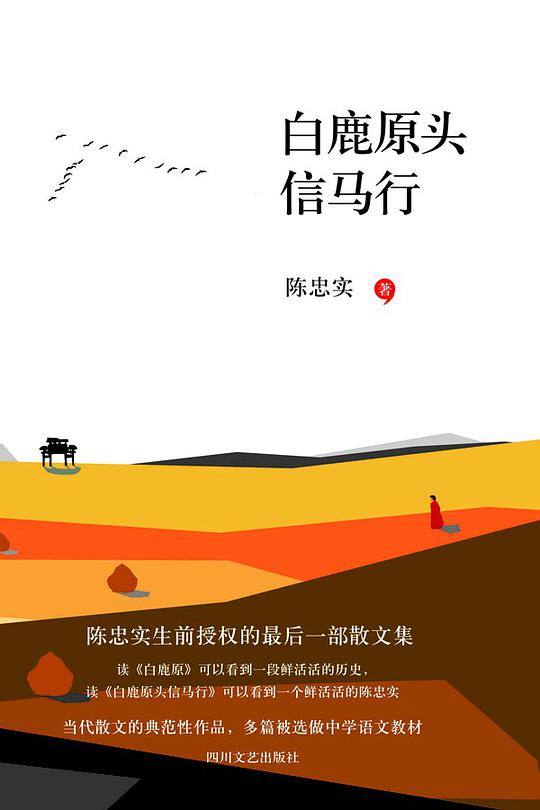 白鹿原头
信马行
陈忠实 著
陈忠实生前授权的最后一部散文集
读《白鹿原》可以看到一段鲜活活的历史，
读《白鹿原头信马行》可以看到一个鲜活活的陈忠实
当代散文的典范性作品，多篇被选做中学语文教材
四川文艺出版社